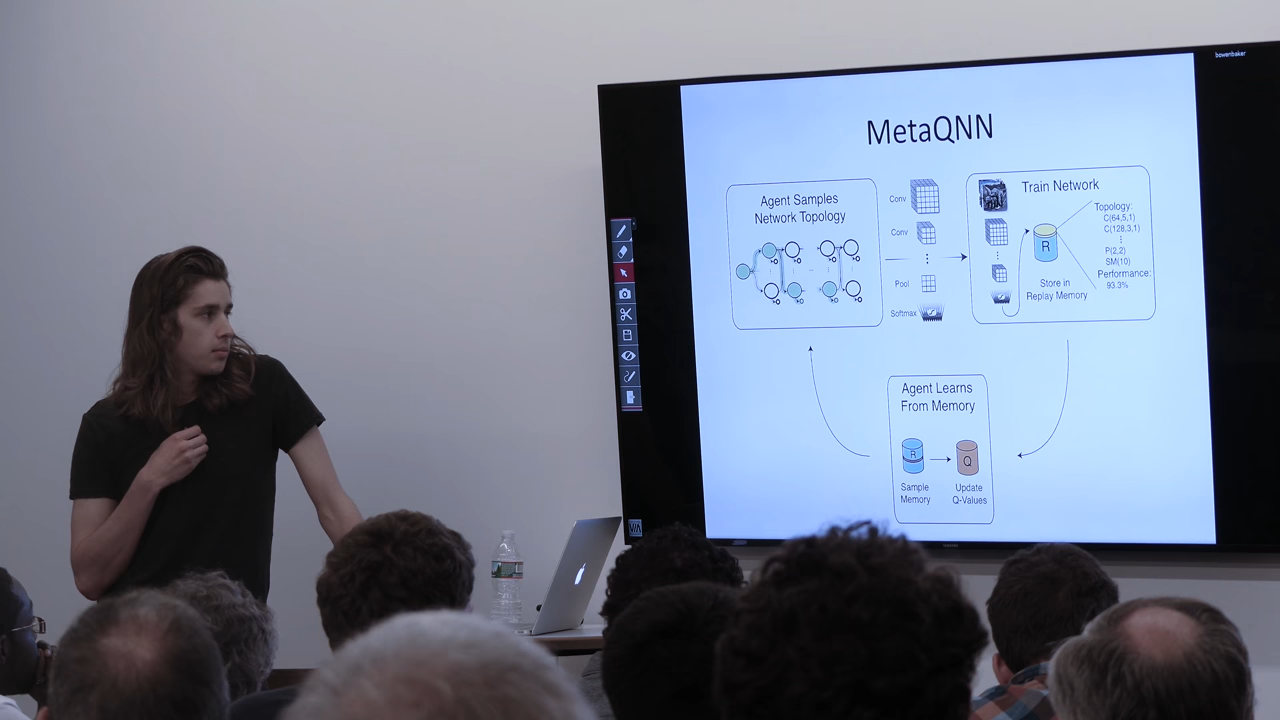 bowenbaker
MetaQNN
Agent Samples
Network Topology
Conv
Conv
Pool
Softmax
Train Network
R
Store in
Replay Memory
Topology:
C(64,5,1)
C(128,3,1)
P(2,2)
SM(10)
Performance:
93.3%
Agent Learns
From Memory
R
Q
Sample
Memory
Update
Q-Values